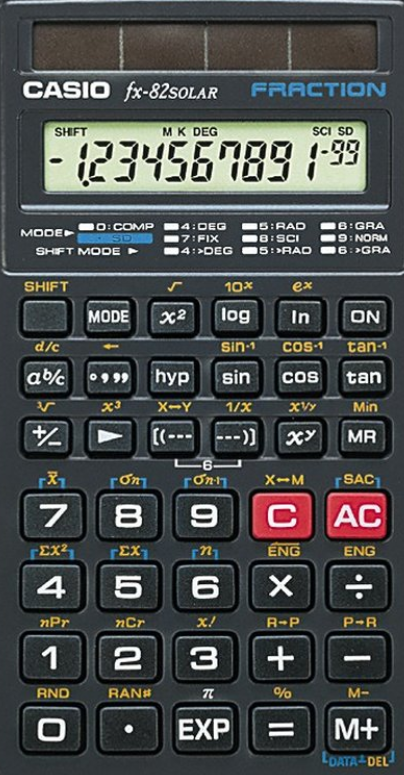 CASIO fx-82SOLAR FRACTION
SHIFT M K DEG SCI SD
-1.234567891-99
MODE► 0:COMP 4:DEG 5:RAD 6:GRA
· SD 7:FIX 8:SCI 9:NORM
SHIFT MODE ► 4:>DEG 5:>RAD 6:>GRA
SHIFT √ 10ˣ eˣ
MODE x² log ln ON
d/c ← sin⁻¹ cos⁻¹ tan⁻¹
a b/c °,,, hyp sin cos tan
³√ x³ X↔Y 1/x x^1/y Min
+/− ► [(--- ---)] xʸ MR
6
x̄ σn σn-1 X↔M SAC
7 8 9 C AC
Σx² Σx n ENG ENG
4 5 6 × ÷
nPr nCr x! R→P P→R
1 2 3 + −
RND RAN# π % M−
0 · EXP = M+
DATA DEL